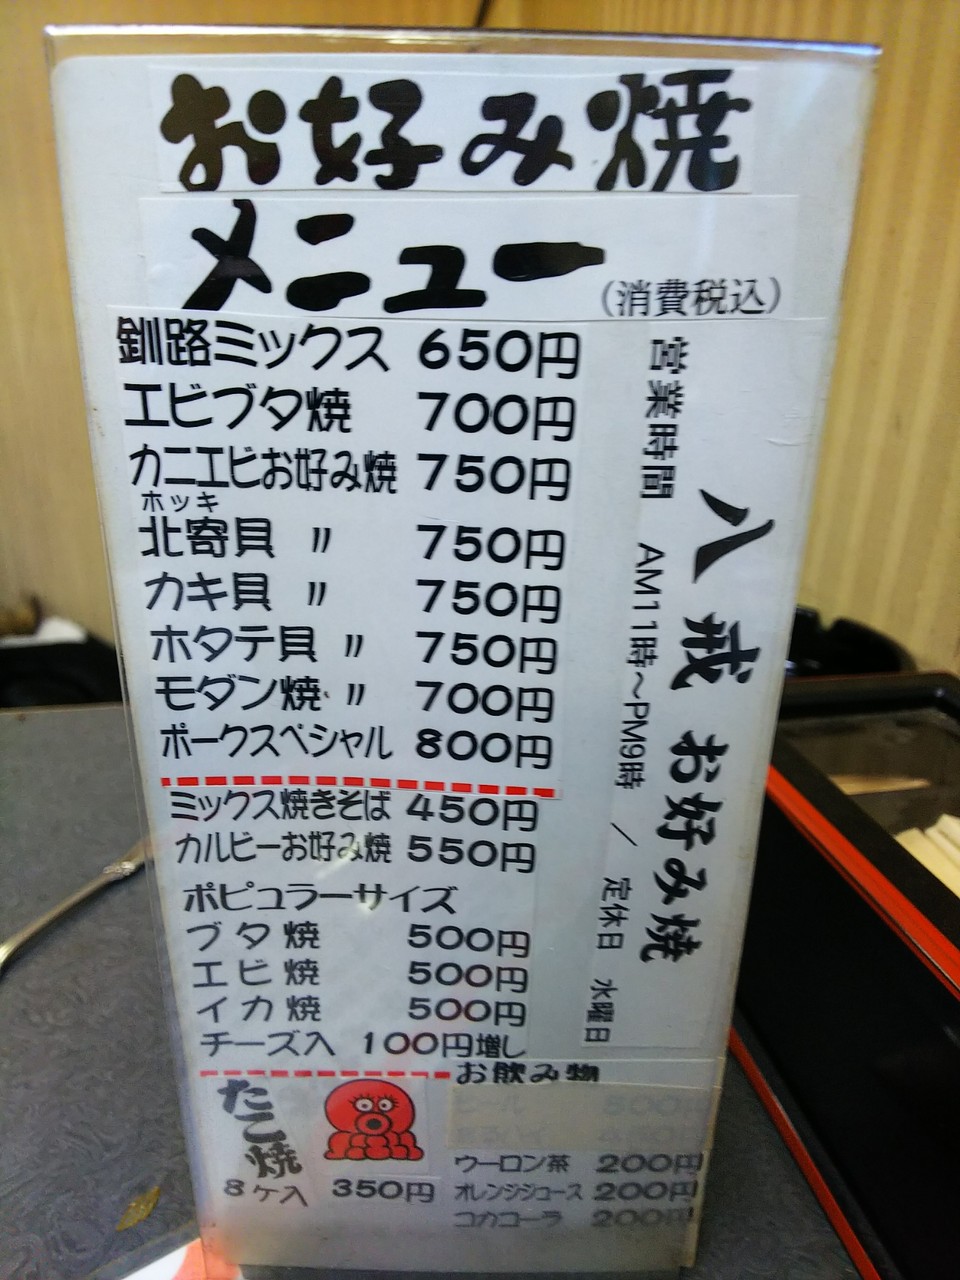 お好み焼
メニュー
(消費税込)
釧路ミックス 650円
エビブタ焼 700円
カニエビお好み焼 750円
ホッキ
北寄貝 〃 750円
カキ貝 〃 750円
ホタテ貝 〃 750円
モダン焼 〃 700円
ポークスペシャル 800円
ミックス焼きそば 450円
カルビーお好み焼 550円
ポピュラーサイズ
ブタ焼 500円
エビ焼 500円
イカ焼 500円
チーズ入 100円増し
八戒 お好み焼
営業時間 AM11時~PM9時 / 定休日 水曜日
たこ焼
8ヶ入 350円
お飲み物
ビール 500
ウーロン茶 200円
オレンジジュース 200円
コカコーラ 200円